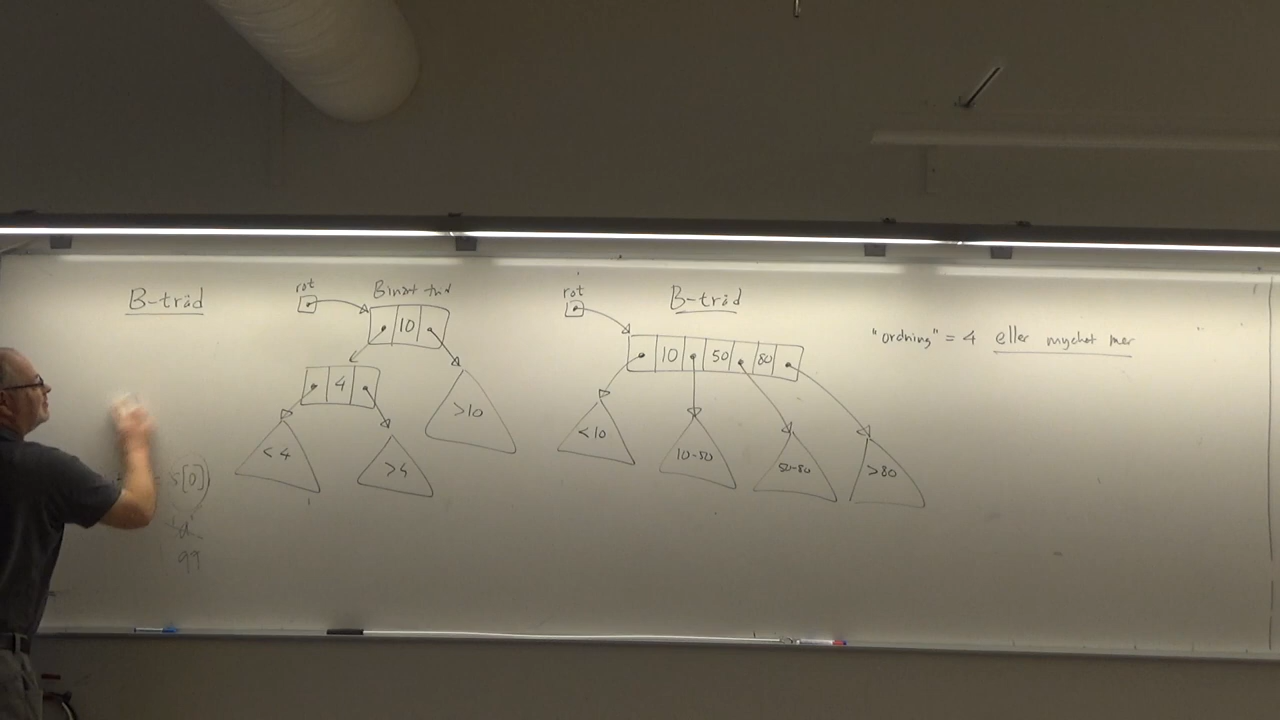 B-träd
rot
Binärt träd
10
4
< 4
>4
>10
rot
B-träd
10 50 80
<10
10-50
50-80
>80
"ordning" = 4 eller mycket mer
s[0])
'd'
99